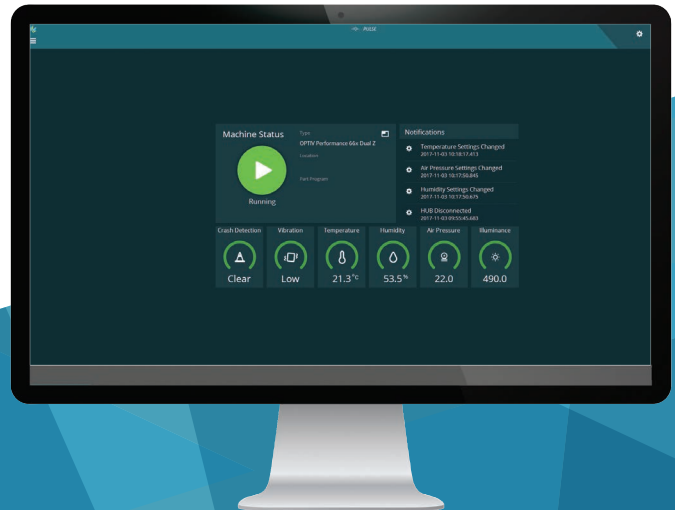 PULSE
Machine Status
Type
OPTIV Performance 66x Dual Z
Location
Part Program
Running
Notifications
Temperature Settings Changed
2017-11-03 10:18:17.413
Air Pressure Settings Changed
2017-11-03 10:17:50.845
Humidity Settings Changed
2017-11-03 10:17:50.675
HUB Disconnected
2017-11-03 09:55:45.603
Crash Detection
Vibration
Temperature
Humidity
Air Pressure
Illuminance
Clear
Low
21.3°C
53.5%
22.0
490.0